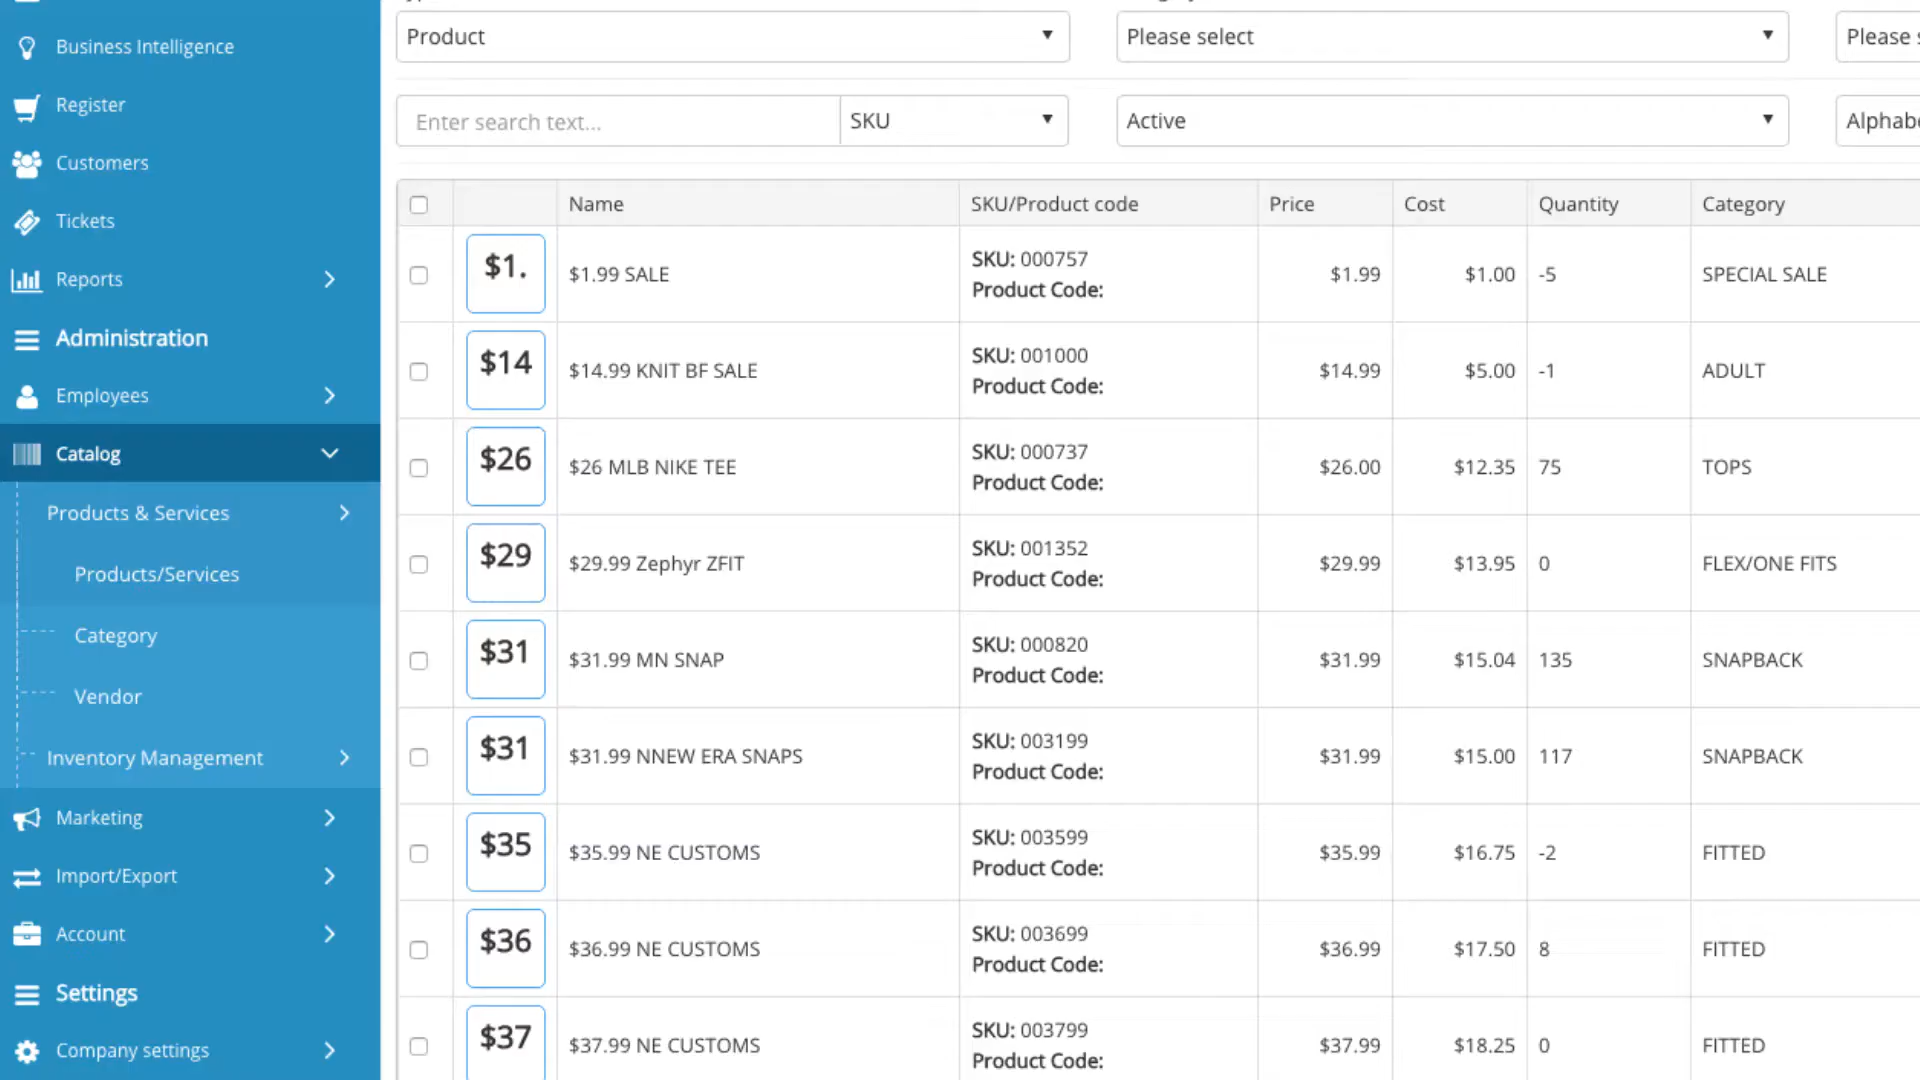 Business Intelligence
Register
Customers
Tickets
Reports
Administration
Employees
Catalog
Products & Services
Products/Services
Category
Vendor
Inventory Management
Marketing
Import/Export
Account
Settings
Company settings
Product
Please select
Please
Enter search text...
SKU
Active
Alphab
Name SKU/Product code Price Cost Quantity Category
$1. $1.99 SALE SKU: 000757 $1.99 $1.00 -5 SPECIAL SALE
Product Code:
$14 $14.99 KNIT BF SALE SKU: 001000 $14.99 $5.00 -1 ADULT
Product Code:
$26 $26 MLB NIKE TEE SKU: 000737 $26.00 $12.35 75 TOPS
Product Code:
$29 $29.99 Zephyr ZFIT SKU: 001352 $29.99 $13.95 0 FLEX/ONE FITS
Product Code:
$31 $31.99 MN SNAP SKU: 000820 $31.99 $15.04 135 SNAPBACK
Product Code:
$31 $31.99 NNEW ERA SNAPS SKU: 003199 $31.99 $15.00 117 SNAPBACK
Product Code:
$35 $35.99 NE CUSTOMS SKU: 003599 $35.99 $16.75 -2 FITTED
Product Code:
$36 $36.99 NE CUSTOMS SKU: 003699 $36.99 $17.50 8 FITTED
Product Code:
$37 $37.99 NE CUSTOMS SKU: 003799 $37.99 $18.25 0 FITTED
Product Code: